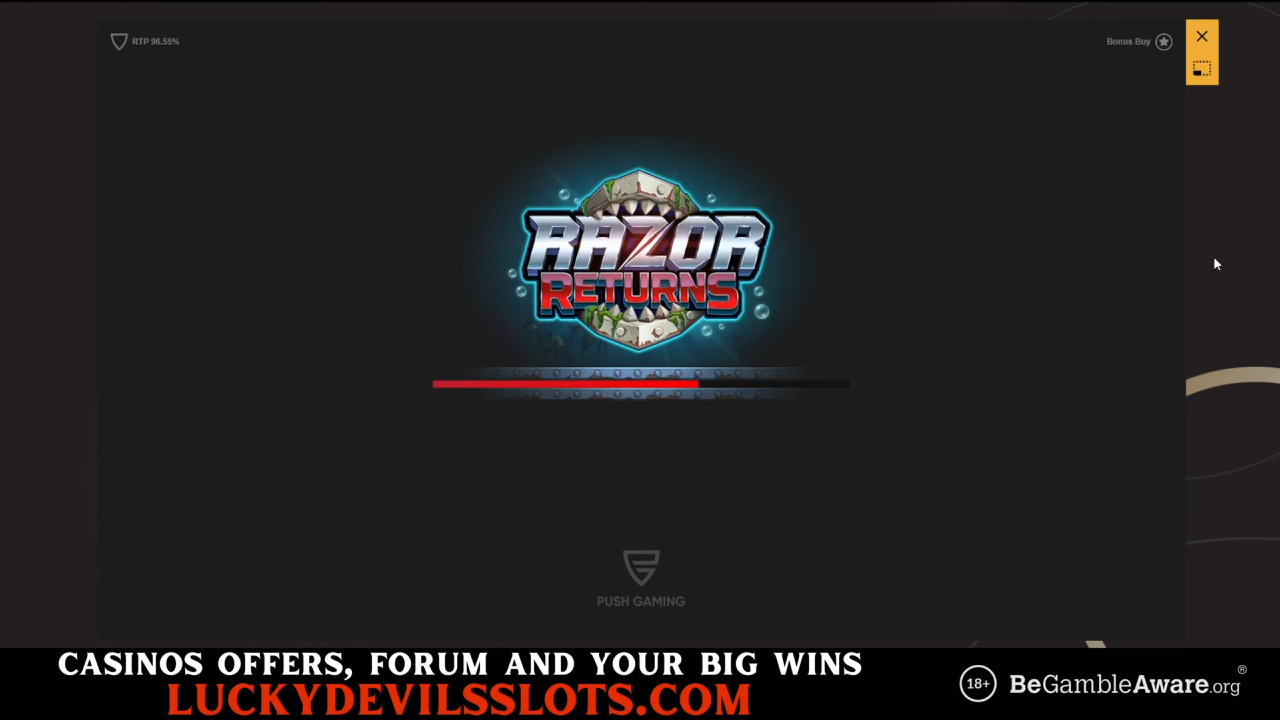 RTP 96.55%
Bonus Buy
RAZOR
RETURNS
PUSH GAMING
CASINOS OFFERS, FORUM AND YOUR BIG WINS
LUCKYDEVILSSLOTS.COM
18+ BeGambleAware.org®